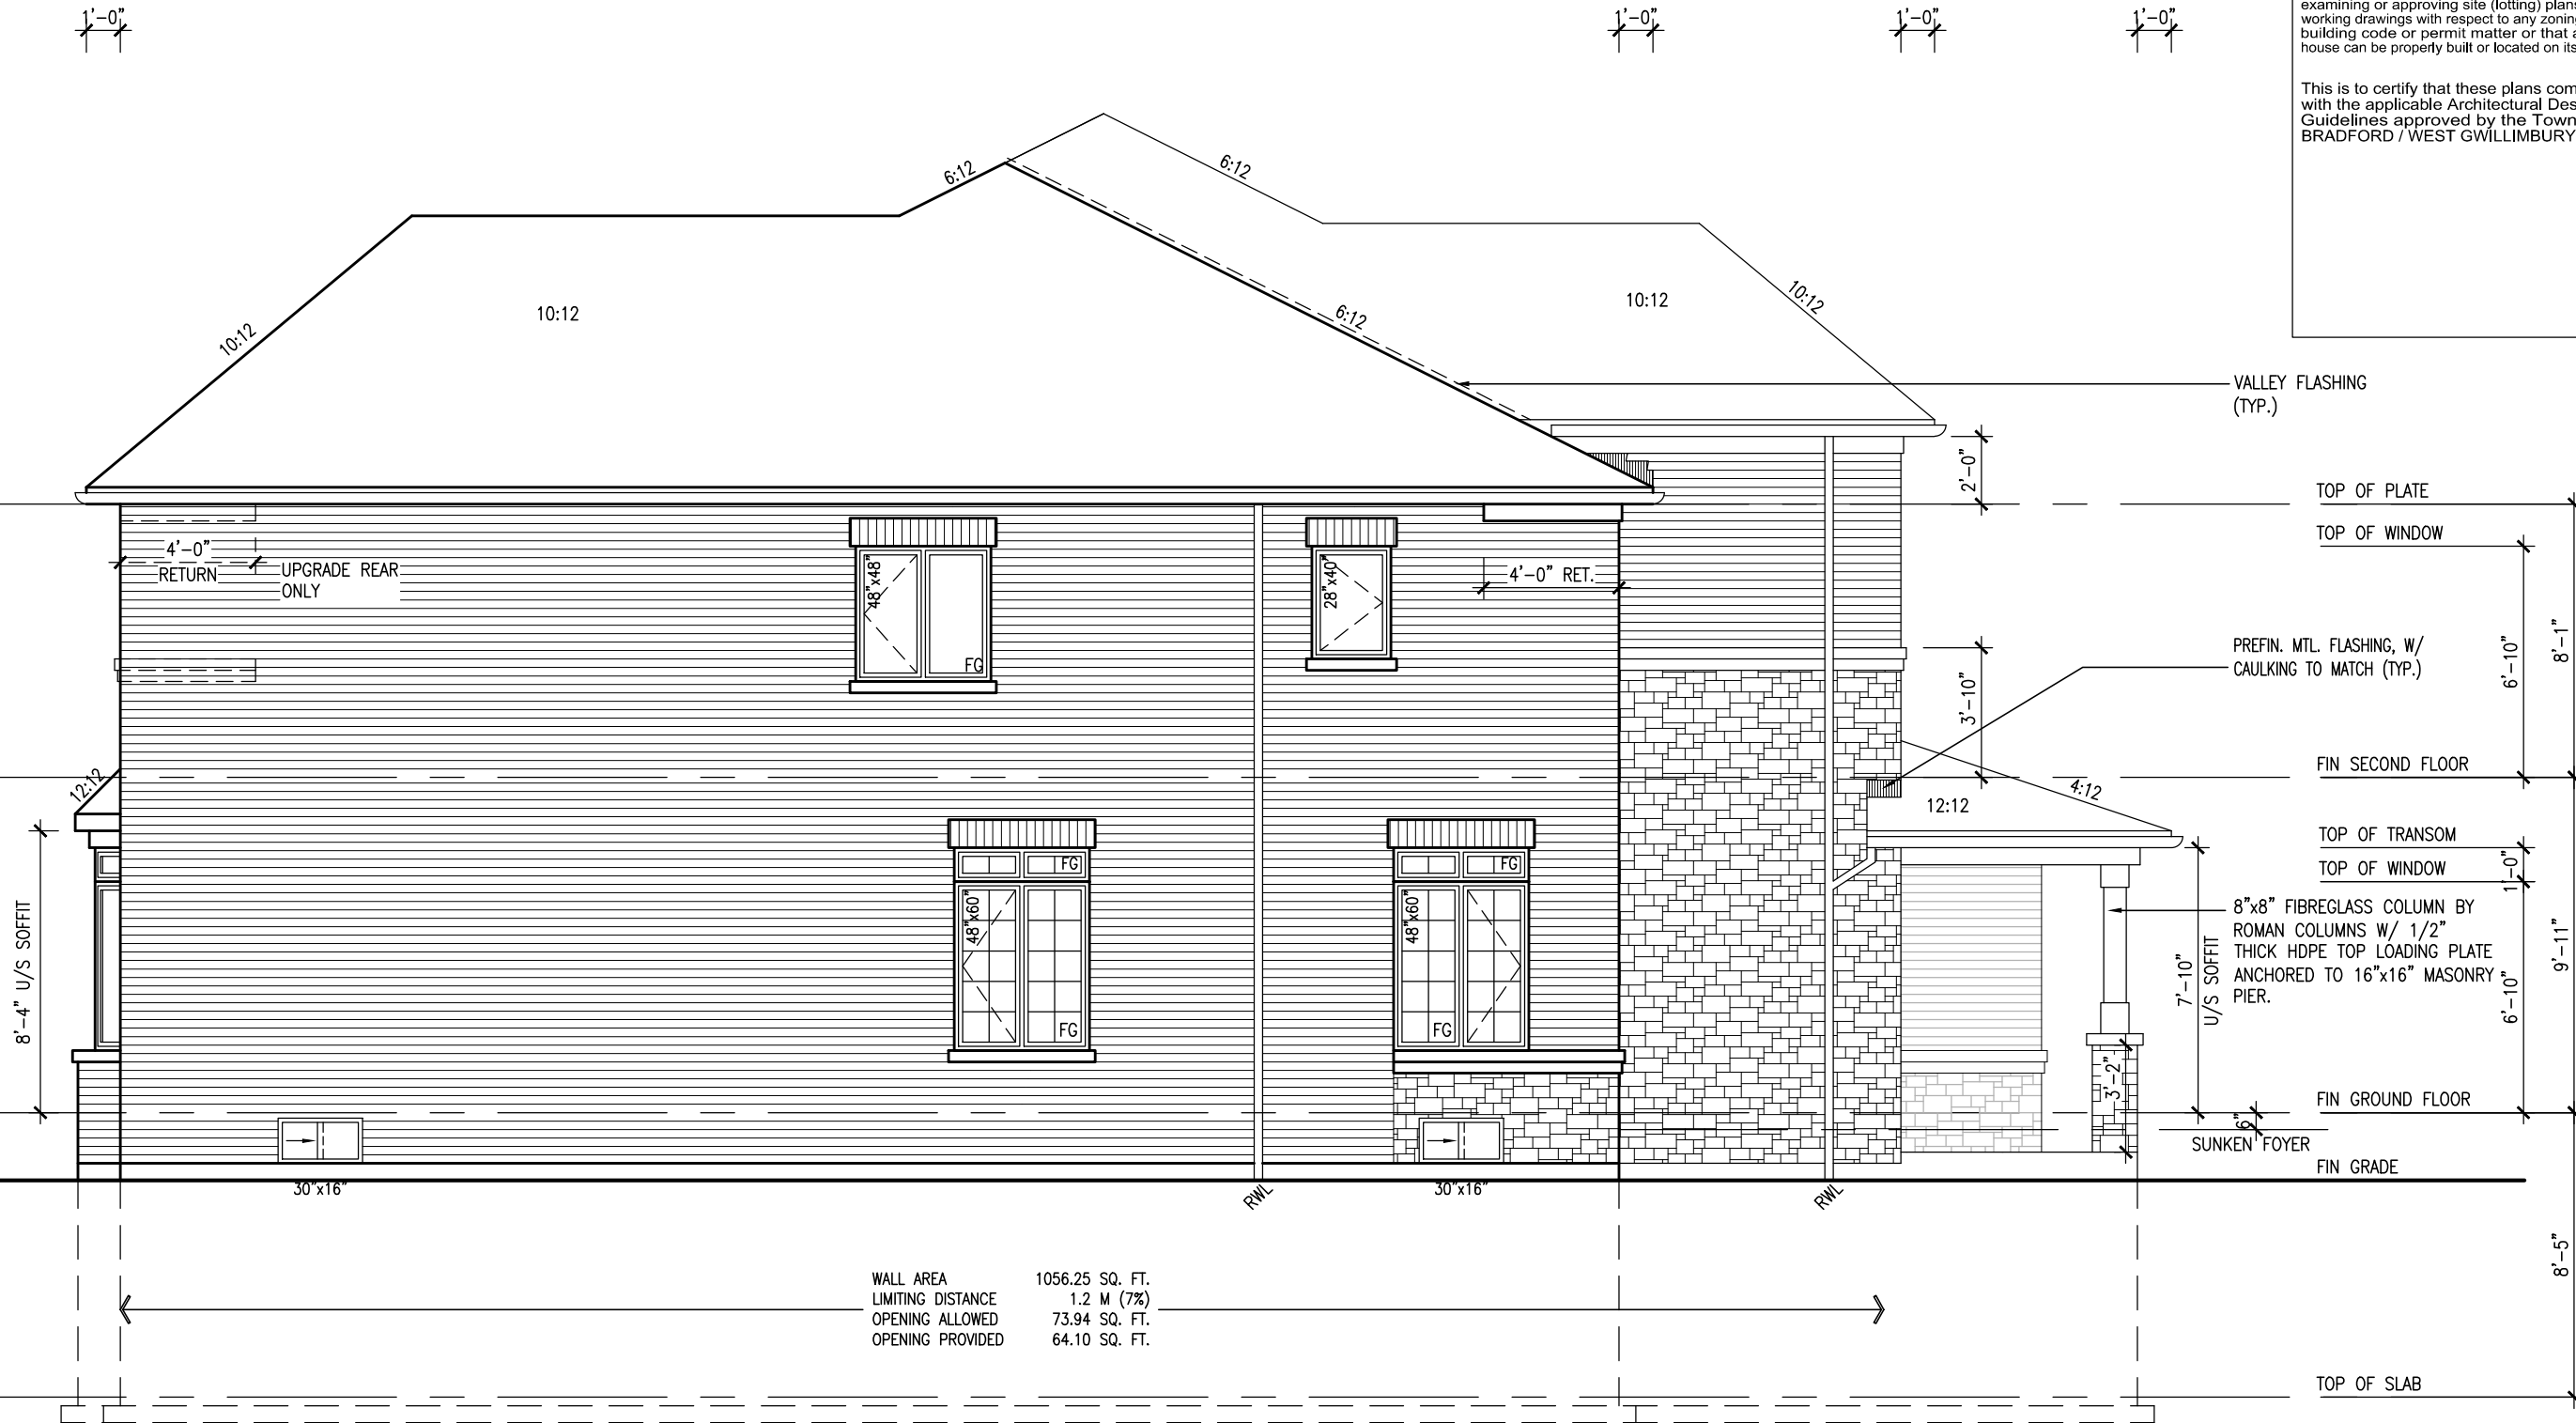 1'-0"
1'-0"
1'-0"
1'-0"
examining or approving site (lotting) plans
working drawings with respect to any zoning
building code or permit matter or that a
house can be properly built or located on its
This is to certify that these plans com
with the applicable Architectural Des
Guidelines approved by the Town
BRADFORD / WEST GWILLIMBURY
6:12
6:12
10:12
10:12
6:12
10:12
10:12
VALLEY FLASHING
(TYP.)
2'-0"
TOP OF PLATE
TOP OF WINDOW
4'-0"
RETURN
UPGRADE REAR
ONLY
48"x48"
FG
28"x40"
4'-0" RET.
PREFIN. MTL. FLASHING, W/
CAULKING TO MATCH (TYP.)
6'-10"
8'-1"
3'-10"
FIN SECOND FLOOR
12:12
4:12
12:12
TOP OF TRANSOM
TOP OF WINDOW
1'-0"
8'-4" U/S SOFFIT
FG
48"x60"
FG
FG
48"x60"
FG
8"x8" FIBREGLASS COLUMN BY
ROMAN COLUMNS W/ 1/2"
THICK HDPE TOP LOADING PLATE
ANCHORED TO 16"x16" MASONRY
PIER.
7'-10"
U/S SOFFIT
6'-10"
9'-11"
3'-2"
FIN GROUND FLOOR
6"
SUNKEN FOYER
FIN GRADE
30"x16"
RWL
30"x16"
RWL
8'-5"
WALL AREA 1056.25 SQ. FT.
LIMITING DISTANCE 1.2 M (7%)
OPENING ALLOWED 73.94 SQ. FT.
OPENING PROVIDED 64.10 SQ. FT.
TOP OF SLAB